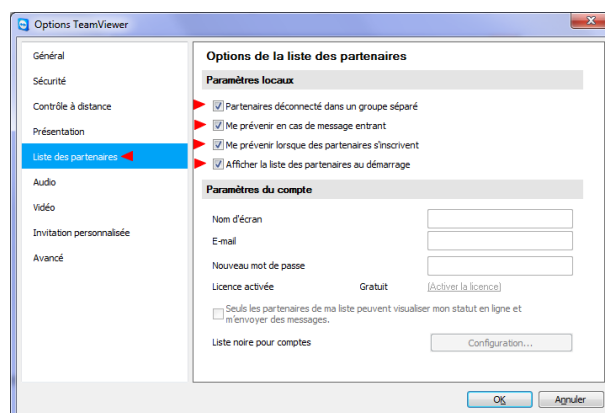 Options TeamViewer
Général
Sécurité
Contrôle à distance
Présentation
Liste des partenaires
Audio
Vidéo
Invitation personnalisée
Avancé
Options de la liste des partenaires
Paramètres locaux
Partenaires déconnecté dans un groupe séparé
Me prévenir en cas de message entrant
Me prévenir lorsque des partenaires s'inscrivent
Afficher la liste des partenaires au démarrage
Paramètres du compte
Nom d'écran
E-mail
Nouveau mot de passe
Licence activée Gratuit (Activer la licence)
Seuls les partenaires de ma liste peuvent visualiser mon statut en ligne et
m'envoyer des messages.
Liste noire pour comptes Configuration...
OK Annuler